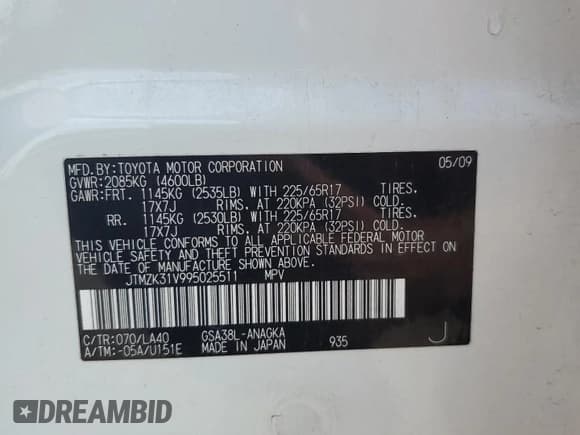 MFD.BY:TOYOTA MOTOR CORPORATION 05/09
GVWR:2085KG (4600LB)
GAWR:FRT. 1145KG (2535LB) WITH 225/65R17 TIRES.
17X7J RIMS. AT 220KPA (32PSI) COLD.
RR. 1145KG (2530LB) WITH 225/65R17 TIRES.
17X7J RIMS. AT 220KPA (32PSI) COLD.
THIS VEHICLE CONFORMS TO ALL APPLICABLE FEDERAL MOTOR
VEHICLE SAFETY AND THEFT PREVENTION STANDARDS IN EFFECT ON
THE DATE OF MANUFACTURE SHOWN ABOVE.
JTMZK31V995025511 MPV
C/TR:070/LA40 GSA38L-ANAGKA
A/TM:-05A/U151E MADE IN JAPAN 935 J
DREAMBID